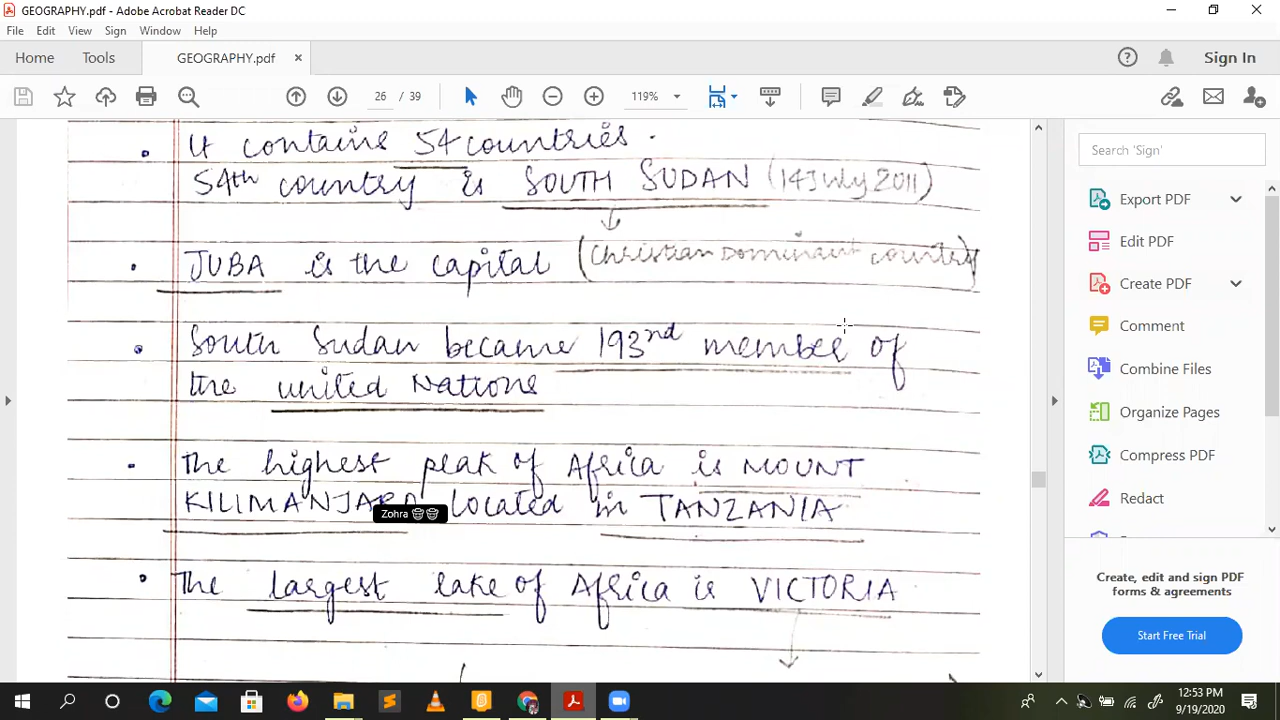 GEOGRAPHY.pdf - Adobe Acrobat Reader DC
File Edit View Sign Window Help
Home Tools GEOGRAPHY.pdf × Sign In
26 / 39 119%
• It contains 54 countries.
54th country is SOUTH SUDAN (14 July 2011)
• JUBA is the capital (Christian Dominant country)
• South Sudan became 193nd member of
the united Nations
• The highest peak of Africa is MOUNT
KILIMANJARO located in TANZANIA
Zohra
• The largest lake of Africa is VICTORIA
Search 'Sign'
Export PDF
Edit PDF
Create PDF
Comment
Combine Files
Organize Pages
Compress PDF
Redact
Create, edit and sign PDF
forms & agreements
Start Free Trial
12:53 PM
9/19/2020